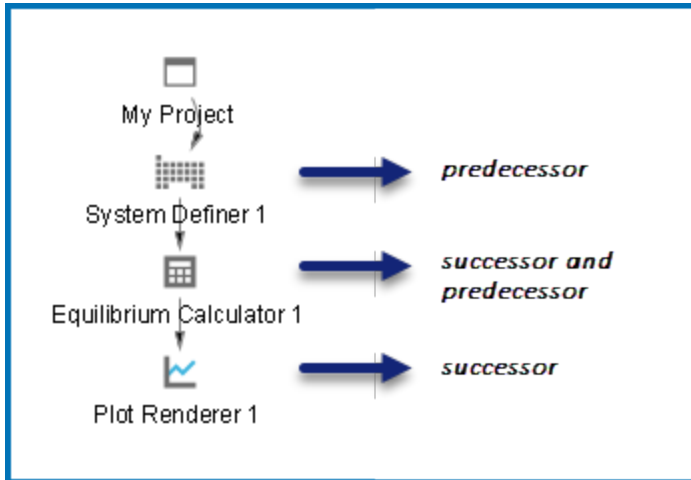 My Project
System Definer 1
predecessor
Equilibrium Calculator 1
successor and
predecessor
Plot Renderer 1
successor